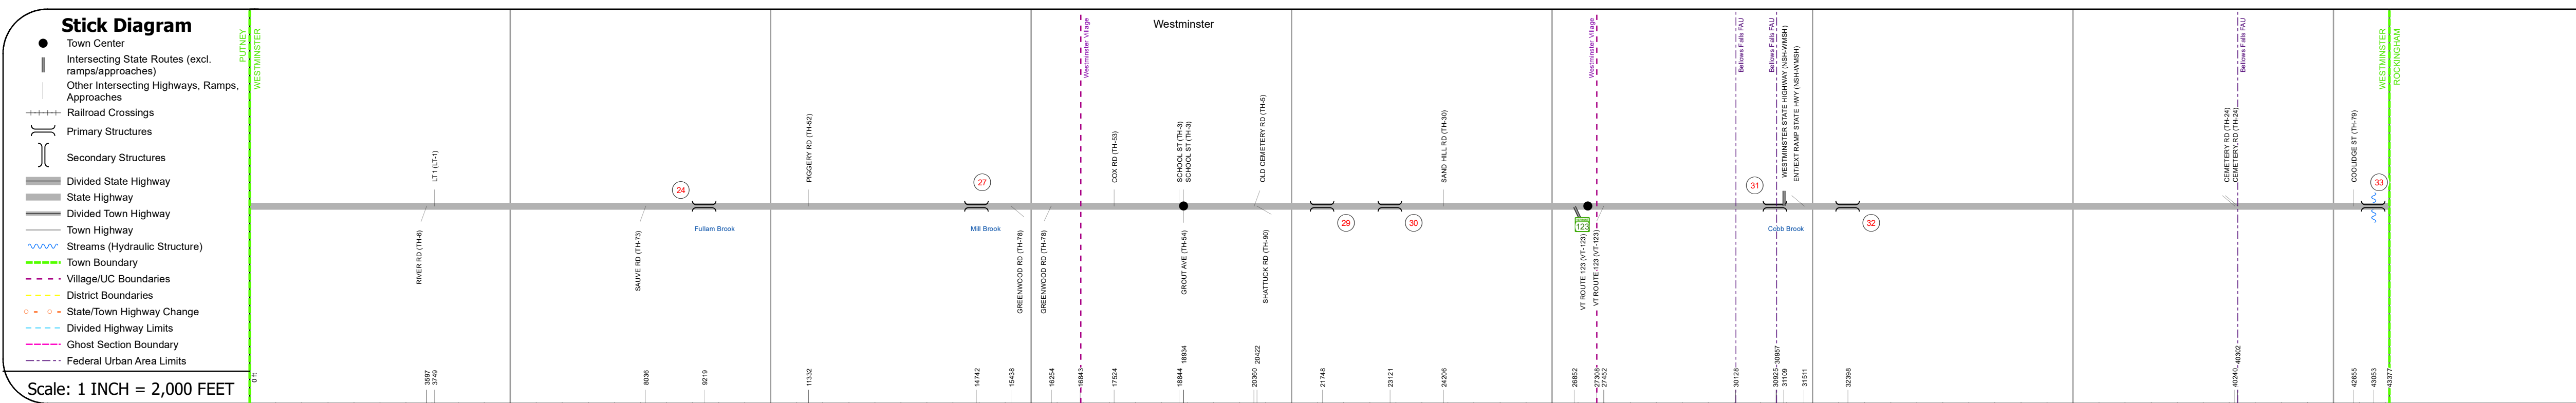 Stick Diagram
Town Center
Intersecting State Routes (excl.
ramps/approaches)
Other Intersecting Highways, Ramps,
Approaches
Railroad Crossings
Primary Structures
Secondary Structures
Divided State Highway
State Highway
Divided Town Highway
Town Highway
Streams (Hydraulic Structure)
Town Boundary
Village/UC Boundaries
District Boundaries
State/Town Highway Change
Divided Highway Limits
Ghost Section Boundary
Federal Urban Area Limits
Scale: 1 INCH = 2,000 FEET
PUTNEY
WESTMINSTER
Westminster
Westminster Village
Westminster Village
Bellows Falls FAU
Bellows Falls FAU
Bellows Falls FAU
WESTMINSTER
ROCKINGHAM
LT 1 (LT-1)
PIGGERY RD (TH-52)
COX RD (TH-53)
SCHOOL ST (TH-3)
SCHOOL ST (TH-3)
OLD CEMETERY RD (TH-5)
SAND HILL RD (TH-30)
WESTMINSTER STATE HIGHWAY (NSH-WMSH)
ENT/EXT RAMP STATE HWY (NSH-WMSH)
CEMETERY RD (TH-24)
CEMETERY RD (TH-24)
COOLIDGE ST (TH-79)
24
27
29
30
31
32
33
123
Fullam Brook
Mill Brook
Cobb Brook
RIVER RD (TH-6)
SAUVE RD (TH-73)
GREENWOOD RD (TH-78)
GREENWOOD RD (TH-78)
GROUT AVE (TH-54)
SHATTUCK RD (TH-90)
VT ROUTE 123 (VT-123)
VT ROUTE-123 (VT-123)
0 ft
3597
3749
8036
9219
11332
14742
15438
16254
16843
17524
18844
18934
20360
20422
21748
23121
24206
26852
27308
27452
30128
30925
30957
31109
31511
32398
40240
40302
42655
43053
43377